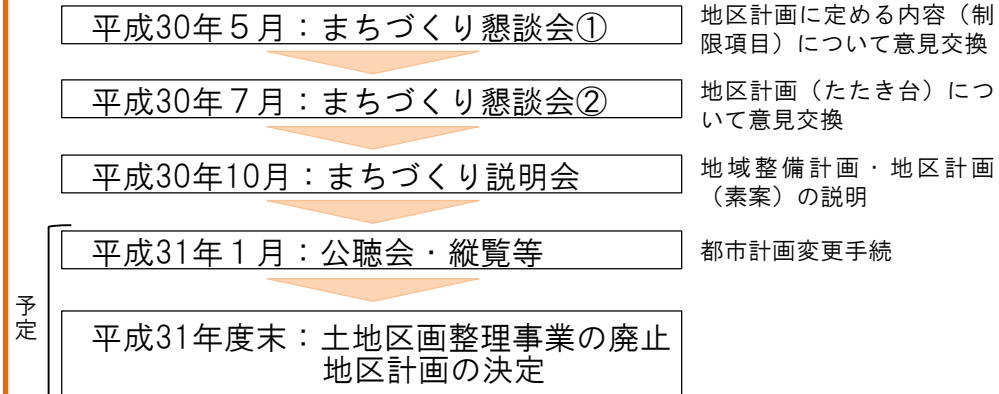 平成30年５月：まちづくり懇談会①
地区計画に定める内容（制
限項目）について意見交換
平成30年７月：まちづくり懇談会②
地区計画（たたき台）につ
いて意見交換
平成30年10月：まちづくり説明会
地域整備計画・地区計画
（素案）の説明
予定
平成31年１月：公聴会・縦覧等
都市計画変更手続
平成31年度末：土地区画整理事業の廃止
地区計画の決定